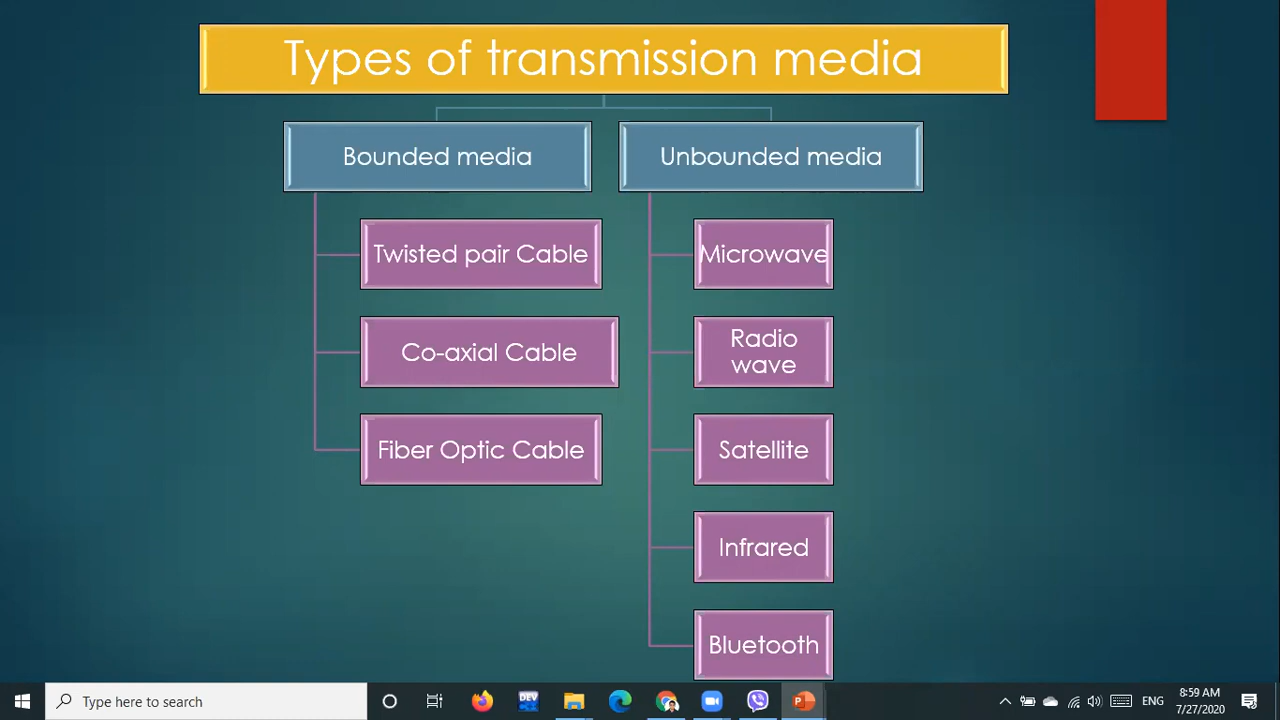 Types of transmission media
Bounded media
Unbounded media
Twisted pair Cable
Microwave
Co-axial Cable
Radio
wave
Fiber Optic Cable
Satellite
Infrared
Bluetooth
Type here to search
DEV
ENG
8:59 AM
7/27/2020